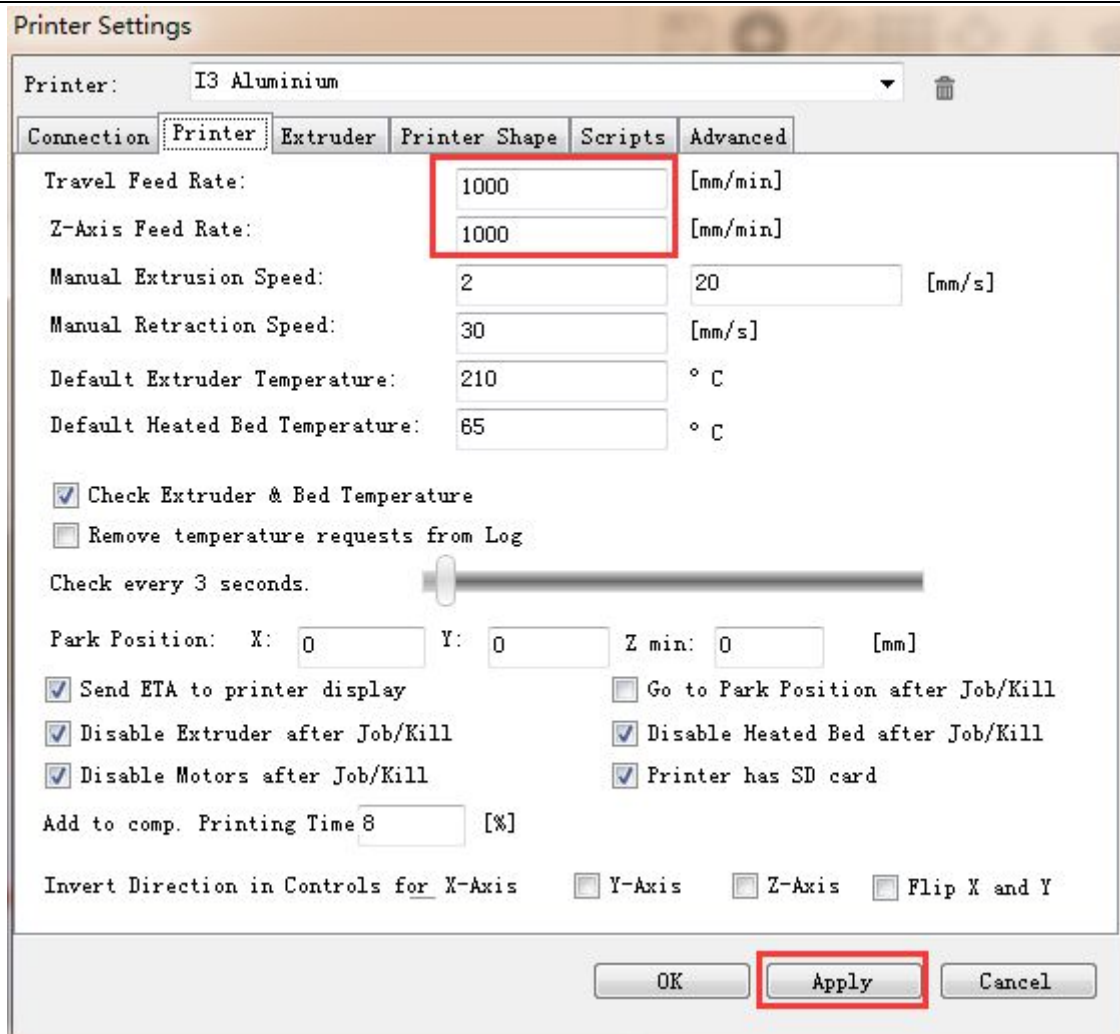 Printer Settings
Printer: I3 Aluminium
Connection Printer Extruder Printer Shape Scripts Advanced
Travel Feed Rate: 1000 [mm/min]
Z-Axis Feed Rate: 1000 [mm/min]
Manual Extrusion Speed: 2 20 [mm/s]
Manual Retraction Speed: 30 [mm/s]
Default Extruder Temperature: 210 ° C
Default Heated Bed Temperature: 65 ° C
Check Extruder & Bed Temperature
Remove temperature requests from Log
Check every 3 seconds.
Park Position: X: 0 Y: 0 Z min: 0 [mm]
Send ETA to printer display Go to Park Position after Job/Kill
Disable Extruder after Job/Kill Disable Heated Bed after Job/Kill
Disable Motors after Job/Kill Printer has SD card
Add to comp. Printing Time 8 [%]
Invert Direction in Controls for X-Axis Y-Axis Z-Axis Flip X and Y
OK Apply Cancel